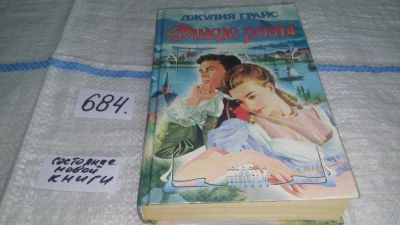 ДЖУЛИЯ ГРАЙС
Дикие розы
684.
состояние
новой
книги